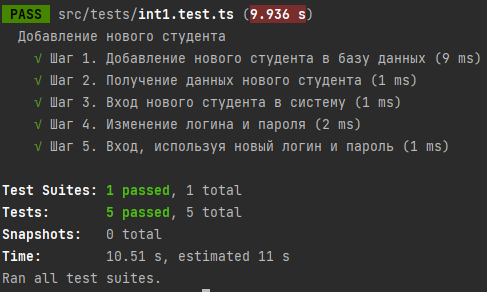 PASS src/tests/int1.test.ts (9.936 s)
Добавление нового студента
√ Шаг 1. Добавление нового студента в базу данных (9 ms)
√ Шаг 2. Получение данных нового студента (1 ms)
√ Шаг 3. Вход нового студента в систему (1 ms)
√ Шаг 4. Изменение логина и пароля (2 ms)
√ Шаг 5. Вход, используя новый логин и пароль (1 ms)
Test Suites: 1 passed, 1 total
Tests: 5 passed, 5 total
Snapshots: 0 total
Time: 10.51 s, estimated 11 s
Ran all test suites.